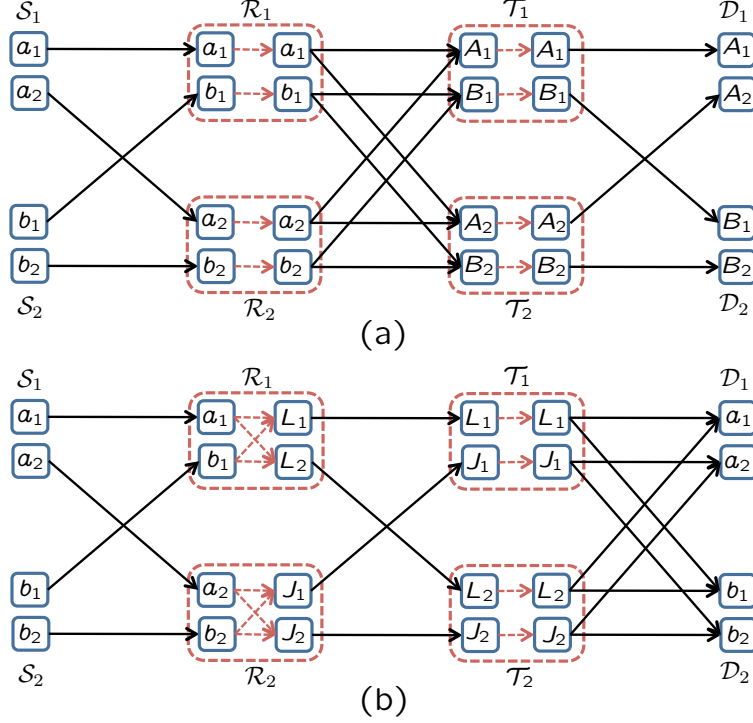 S₁ R₁ T₁ D₁
a₁ a₁ a₁ A₁ A₁ A₁
a₂ b₁ b₁ B₁ B₁ A₂
b₁ a₂ a₂ A₂ A₂ B₁
b₂ b₂ b₂ B₂ B₂ B₂
S₂ R₂ T₂ D₂
(a)
S₁ R₁ T₁ D₁
a₁ a₁ L₁ L₁ L₁ a₁
a₂ b₁ L₂ J₁ J₁ a₂
b₁ a₂ J₁ L₂ L₂ b₁
b₂ b₂ J₂ J₂ J₂ b₂
S₂ R₂ T₂ D₂
(b)